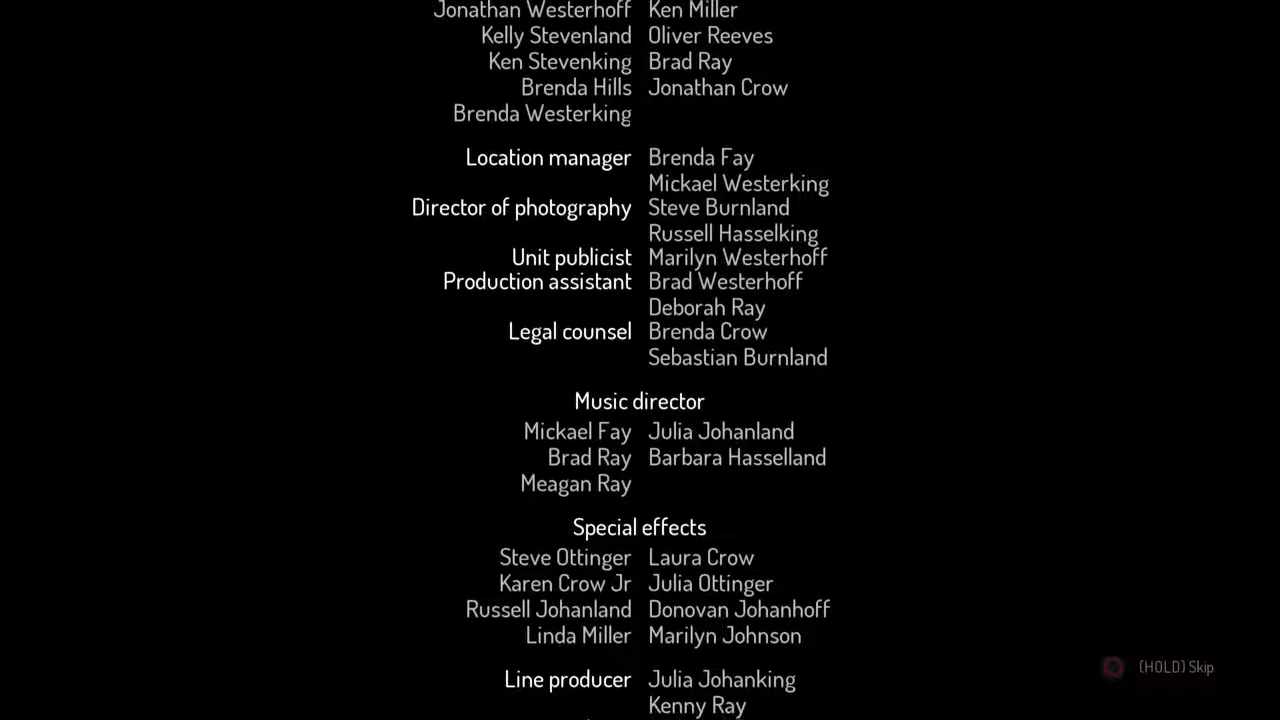 Jonathan Westerhoff Ken Miller
Kelly Stevenland Oliver Reeves
Ken Stevenking Brad Ray
Brenda Hills Jonathan Crow
Brenda Westerking
Location manager Brenda Fay
Mickael Westerking
Director of photography Steve Burnland
Russell Hasselking
Unit publicist Marilyn Westerhoff
Production assistant Brad Westerhoff
Deborah Ray
Legal counsel Brenda Crow
Sebastian Burnland
Music director
Mickael Fay Julia Johanland
Brad Ray Barbara Hasselland
Meagan Ray
Special effects
Steve Ottinger Laura Crow
Karen Crow Jr Julia Ottinger
Russell Johanland Donovan Johanhoff
Linda Miller Marilyn Johnson
(HOLD) Skip
Line producer Julia Johanking
Kenny Ray